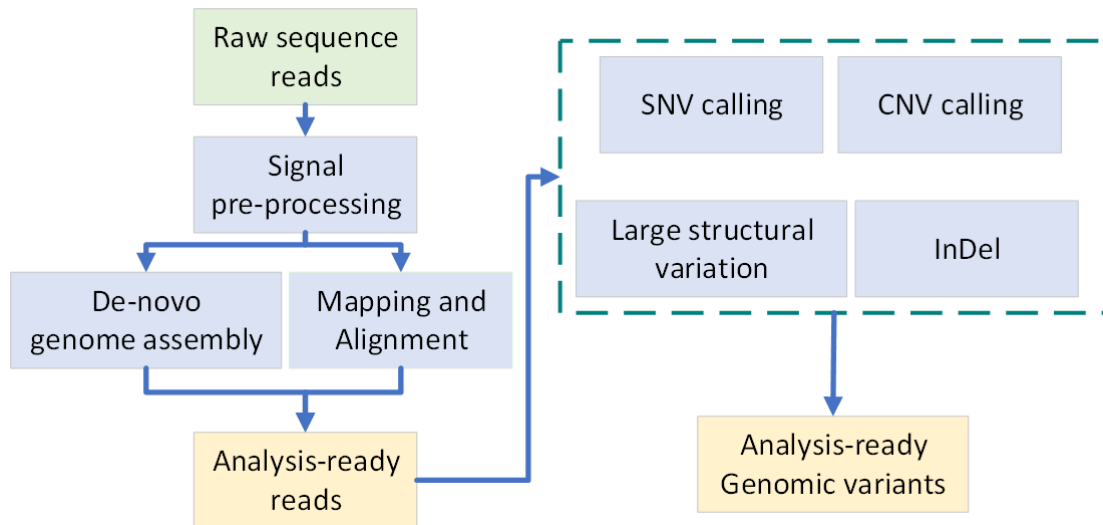 Raw sequence
reads
Signal
pre-processing
De-novo
genome assembly
Mapping and
Alignment
Analysis-ready
reads
SNV calling
CNV calling
Large structural
variation
InDel
Analysis-ready
Genomic variants